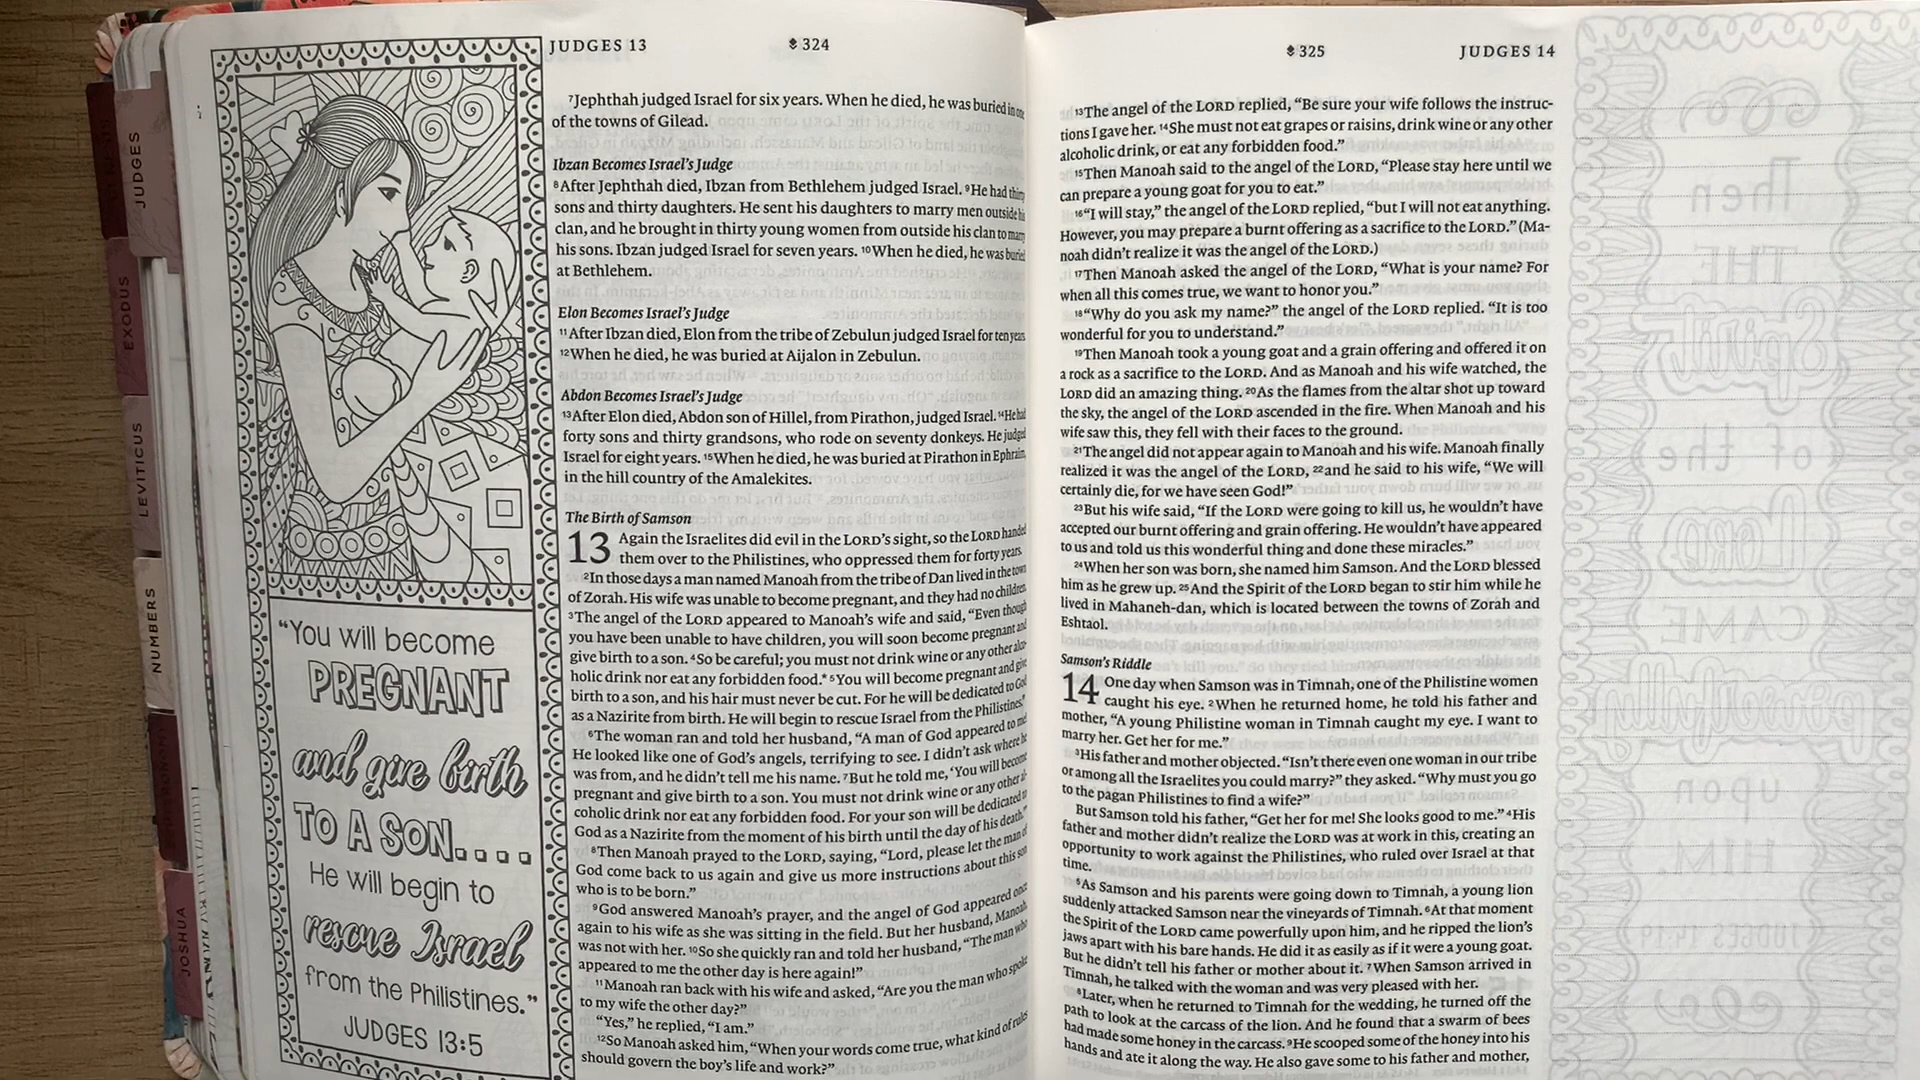 JUDGES
EXODUS
LEVITICUS
NUMBERS
JOSHUA
"You will become
PREGNANT
and give birth
TO A SON....
He will begin to
rescue Israel
from the Philistines."
JUDGES 13:5
JUDGES 13 324
7Jephthah judged Israel for six years. When he died, he was buried in one
of the towns of Gilead.
Ibzan Becomes Israel's Judge
8After Jephthah died, Ibzan from Bethlehem judged Israel. 9He had thirty
sons and thirty daughters. He sent his daughters to marry men outside his
clan, and he brought in thirty young women from outside his clan to marry
his sons. Ibzan judged Israel for seven years. 10When he died, he was buried
at Bethlehem.
Elon Becomes Israel's Judge
11After Ibzan died, Elon from the tribe of Zebulun judged Israel for ten years.
12When he died, he was buried at Aijalon in Zebulun.
Abdon Becomes Israel's Judge
13After Elon died, Abdon son of Hillel, from Pirathon, judged Israel. 14He had
forty sons and thirty grandsons, who rode on seventy donkeys. He judged
Israel for eight years. 15When he died, he was buried at Pirathon in Ephraim,
in the hill country of the Amalekites.
The Birth of Samson
13 Again the Israelites did evil in the LORD's sight, so the LORD handed
them over to the Philistines, who oppressed them for forty years.
2In those days a man named Manoah from the tribe of Dan lived in the town
of Zorah. His wife was unable to become pregnant, and they had no children.
3The angel of the LORD appeared to Manoah's wife and said, "Even though
you have been unable to have children, you will soon become pregnant and
give birth to a son. 4So be careful; you must not drink wine or any other alco-
holic drink nor eat any forbidden food.* 5You will become pregnant and give
birth to a son, and his hair must never be cut. For he will be dedicated to God
as a Nazirite from birth. He will begin to rescue Israel from the Philistines."
6The woman ran and told her husband, "A man of God appeared to me!
He looked like one of God's angels, terrifying to see. I didn't ask where he
was from, and he didn't tell me his name. 7But he told me, 'You will become
pregnant and give birth to a son. You must not drink wine or any other al-
coholic drink nor eat any forbidden food. For your son will be dedicated to
God as a Nazirite from the moment of his birth until the day of his death.'"
8Then Manoah prayed to the LORD, saying, "Lord, please let the man of
God come back to us again and give us more instructions about this son
who is to be born."
9God answered Manoah's prayer, and the angel of God appeared once
again to his wife as she was sitting in the field. But her husband, Manoah,
was not with her. 10So she quickly ran and told her husband, "The man who
appeared to me the other day is here again!"
11Manoah ran back with his wife and asked, "Are you the man who spoke
to my wife the other day?"
"Yes," he replied, "I am."
12So Manoah asked him, "When your words come true, what kind of rules
should govern the boy's life and work?"
325 JUDGES 14
13The angel of the LORD replied, "Be sure your wife follows the instruc-
tions I gave her. 14She must not eat grapes or raisins, drink wine or any other
alcoholic drink, or eat any forbidden food."
15Then Manoah said to the angel of the LORD, "Please stay here until we
can prepare a young goat for you to eat."
16"I will stay," the angel of the LORD replied, "but I will not eat anything.
However, you may prepare a burnt offering as a sacrifice to the LORD." (Ma-
noah didn't realize it was the angel of the LORD.)
17Then Manoah asked the angel of the LORD, "What is your name? For
when all this comes true, we want to honor you."
18"Why do you ask my name?" the angel of the LORD replied. "It is too
wonderful for you to understand."
19Then Manoah took a young goat and a grain offering and offered it on
a rock as a sacrifice to the LORD. And as Manoah and his wife watched, the
LORD did an amazing thing. 20As the flames from the altar shot up toward
the sky, the angel of the LORD ascended in the fire. When Manoah and his
wife saw this, they fell with their faces to the ground.
21The angel did not appear again to Manoah and his wife. Manoah finally
realized it was the angel of the LORD, 22and he said to his wife, "We will
certainly die, for we have seen God!"
23But his wife said, "If the LORD were going to kill us, he wouldn't have
accepted our burnt offering and grain offering. He wouldn't have appeared
to us and told us this wonderful thing and done these miracles."
24When her son was born, she named him Samson. And the LORD blessed
him as he grew up. 25And the Spirit of the LORD began to stir him while he
lived in Mahaneh-dan, which is located between the towns of Zorah and
Eshtaol.
Samson's Riddle
14 One day when Samson was in Timnah, one of the Philistine women
caught his eye. 2When he returned home, he told his father and
mother, "A young Philistine woman in Timnah caught my eye. I want to
marry her. Get her for me."
3His father and mother objected. "Isn't there even one woman in our tribe
or among all the Israelites you could marry?" they asked. "Why must you go
to the pagan Philistines to find a wife?"
But Samson told his father, "Get her for me! She looks good to me." 4His
father and mother didn't realize the LORD was at work in this, creating an
opportunity to work against the Philistines, who ruled over Israel at that
time.
5As Samson and his parents were going down to Timnah, a young lion
suddenly attacked Samson near the vineyards of Timnah. 6At that moment
the Spirit of the LORD came powerfully upon him, and he ripped the lion's
jaws apart with his bare hands. He did it as easily as if it were a young goat.
But he didn't tell his father or mother about it. 7When Samson arrived in
Timnah, he talked with the woman and was very pleased with her.
8Later, when he returned to Timnah for the wedding, he turned off the
path to look at the carcass of the lion. And he found that a swarm of bees
had made some honey in the carcass. 9He scooped some of the honey into his
hands and ate it along the way. He also gave some to his father and mother,
Then
THE
Spirit
of the
Lord
CAME
powerfully
upon
HIM.
JUDGES 14:19